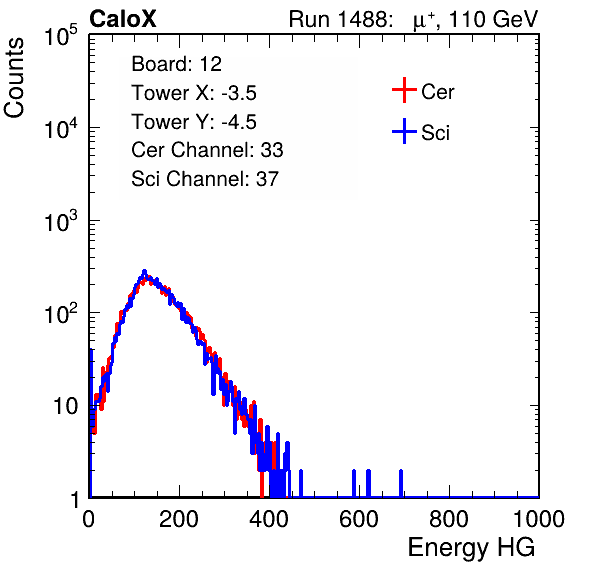 CaloX Run 1488: μ⁺, 110 GeV
Counts
Board: 12
Tower X: -3.5
Tower Y: -4.5
Cer Channel: 33
Sci Channel: 37
Cer
Sci
10⁵
10⁴
10³
10²
10
1
0 200 400 600 800 1000
Energy HG